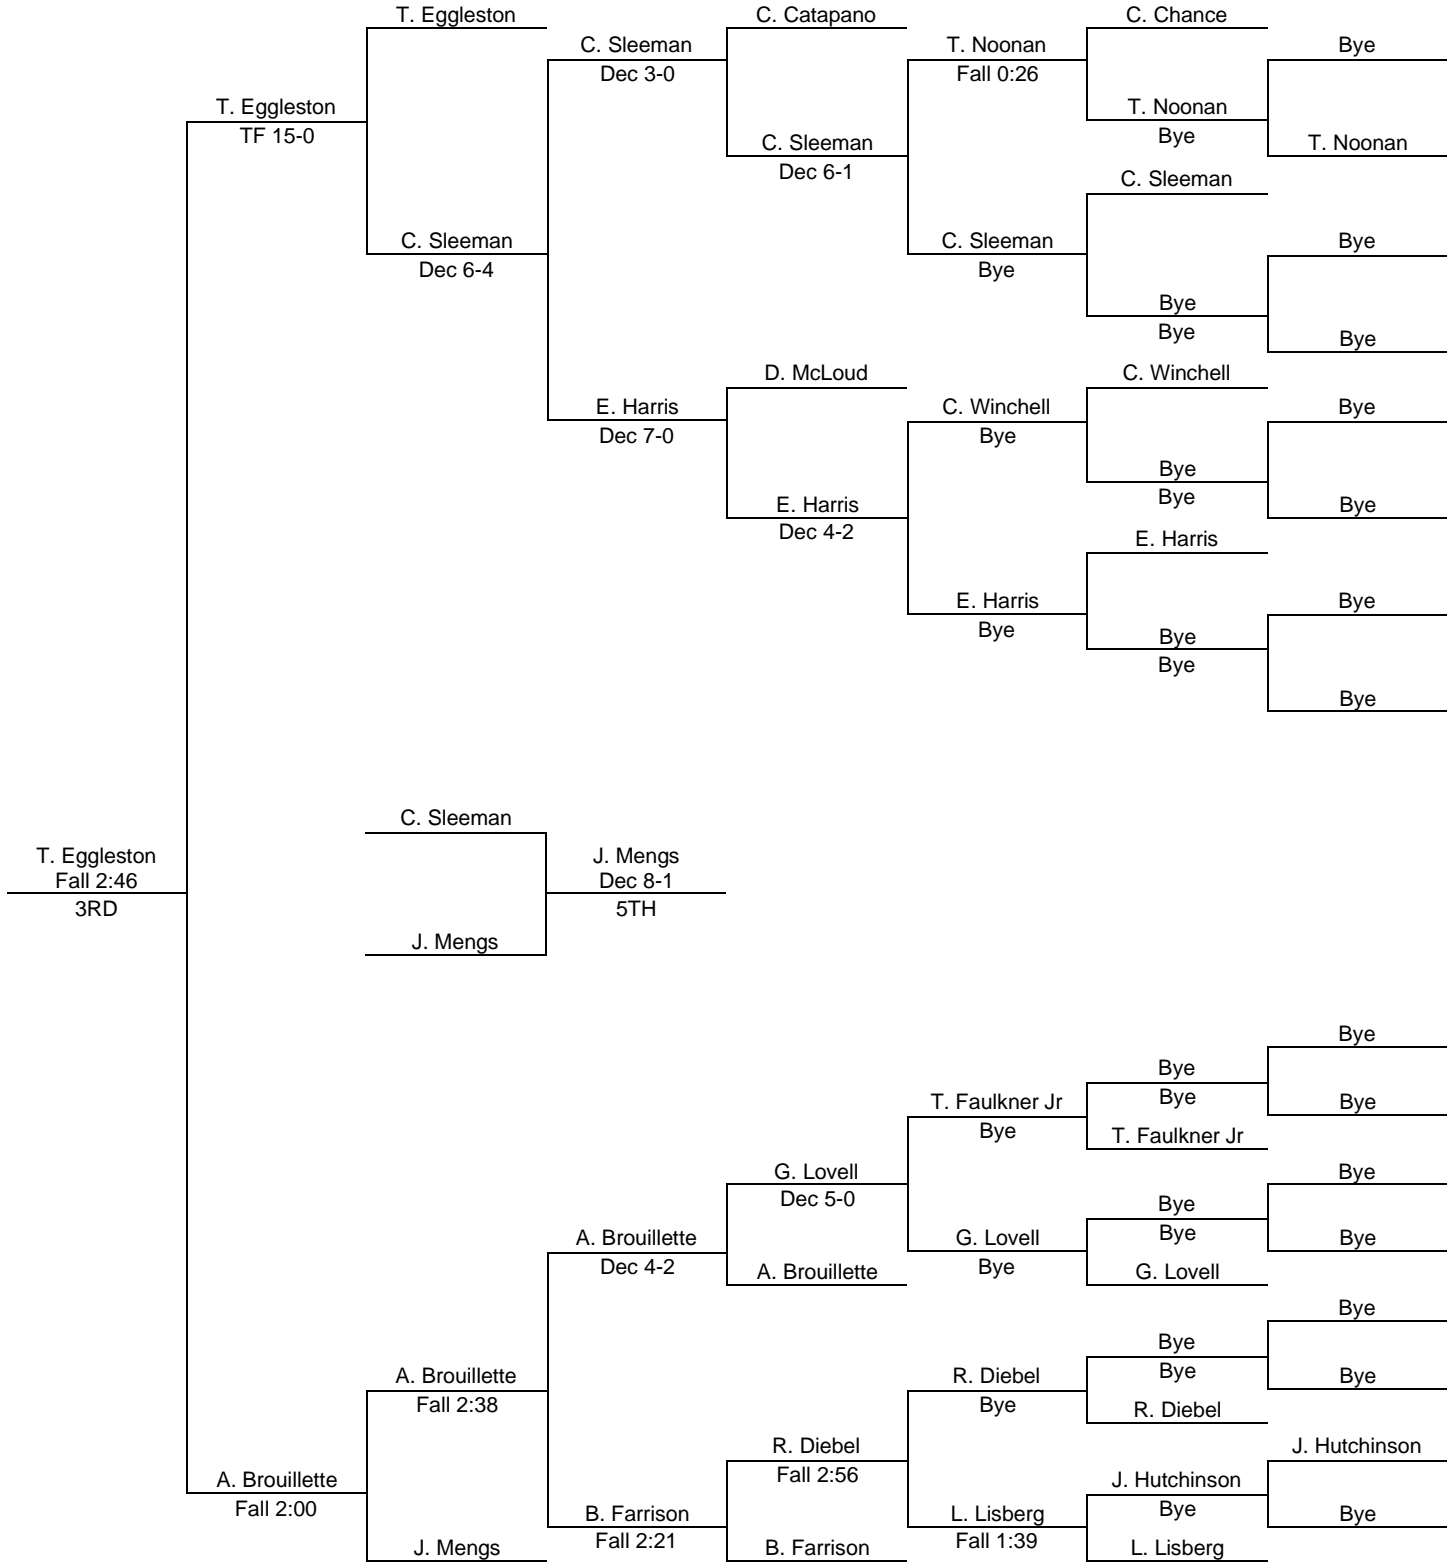 T. Eggleston
C. Catapano
C. Chance
C. Sleeman
Dec 3-0
T. Noonan
Fall 0:26
Bye
T. Eggleston
TF 15-0
T. Noonan
Bye
C. Sleeman
Dec 6-1
T. Noonan
C. Sleeman
C. Sleeman
Dec 6-4
C. Sleeman
Bye
Bye
Bye
Bye
Bye
D. McLoud
C. Winchell
E. Harris
Dec 7-0
C. Winchell
Bye
Bye
Bye
Bye
E. Harris
Dec 4-2
Bye
E. Harris
E. Harris
Bye
Bye
Bye
Bye
Bye
C. Sleeman
T. Eggleston
Fall 2:46
3RD
J. Mengs
Dec 8-1
5TH
J. Mengs
Bye
Bye
Bye
T. Faulkner Jr
Bye
Bye
T. Faulkner Jr
G. Lovell
Dec 5-0
Bye
Bye
Bye
A. Brouillette
Dec 4-2
G. Lovell
Bye
Bye
A. Brouillette
G. Lovell
Bye
Bye
Bye
A. Brouillette
Fall 2:38
R. Diebel
Bye
Bye
R. Diebel
R. Diebel
Fall 2:56
J. Hutchinson
A. Brouillette
Fall 2:00
J. Hutchinson
Bye
B. Farrison
Fall 2:21
L. Lisberg
Fall 1:39
Bye
J. Mengs
B. Farrison
L. Lisberg